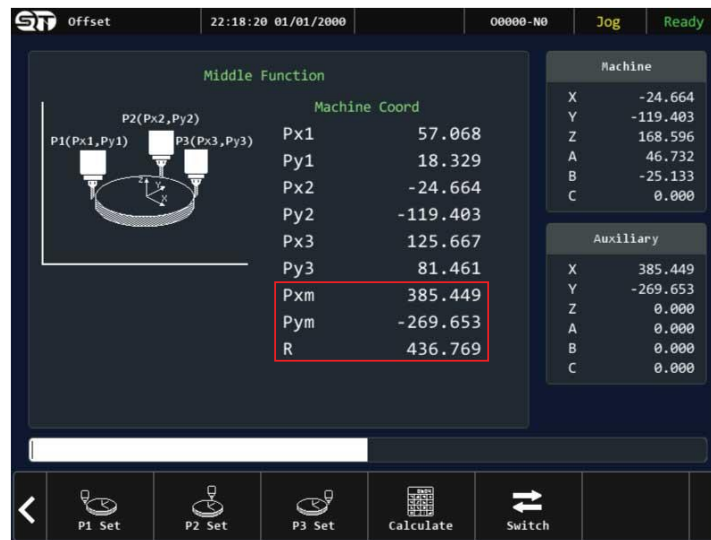 Offset 22:18:20 01/01/2000 O0000-N0 Jog Ready
Middle Function
Machine Coord
P2(Px2,Py2)
P1(Px1,Py1) P3(Px3,Py3)
Z Y X
Px1 57.068
Py1 18.329
Px2 -24.664
Py2 -119.403
Px3 125.667
Py3 81.461
Pxm 385.449
Pym -269.653
R 436.769
Machine
X -24.664
Y -119.403
Z 168.596
A 46.732
B -25.133
C 0.000
Auxiliary
X 385.449
Y -269.653
Z 0.000
A 0.000
B 0.000
C 0.000
P1 Set P2 Set P3 Set Calculate Switch